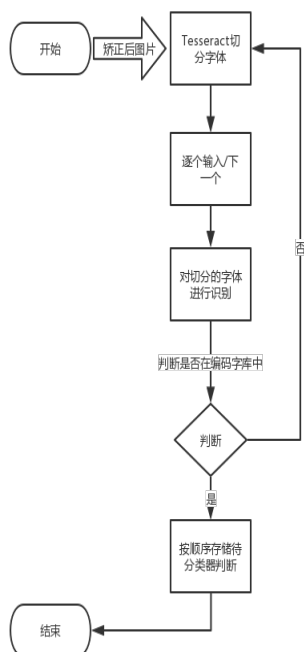 开始
矫正后图片
Tesseract切
分字体
逐个输入/下
一个
否
对切分的字体
进行识别
判断是否在编码字库中
判断
是
按顺序存储待
分类器判断
结束